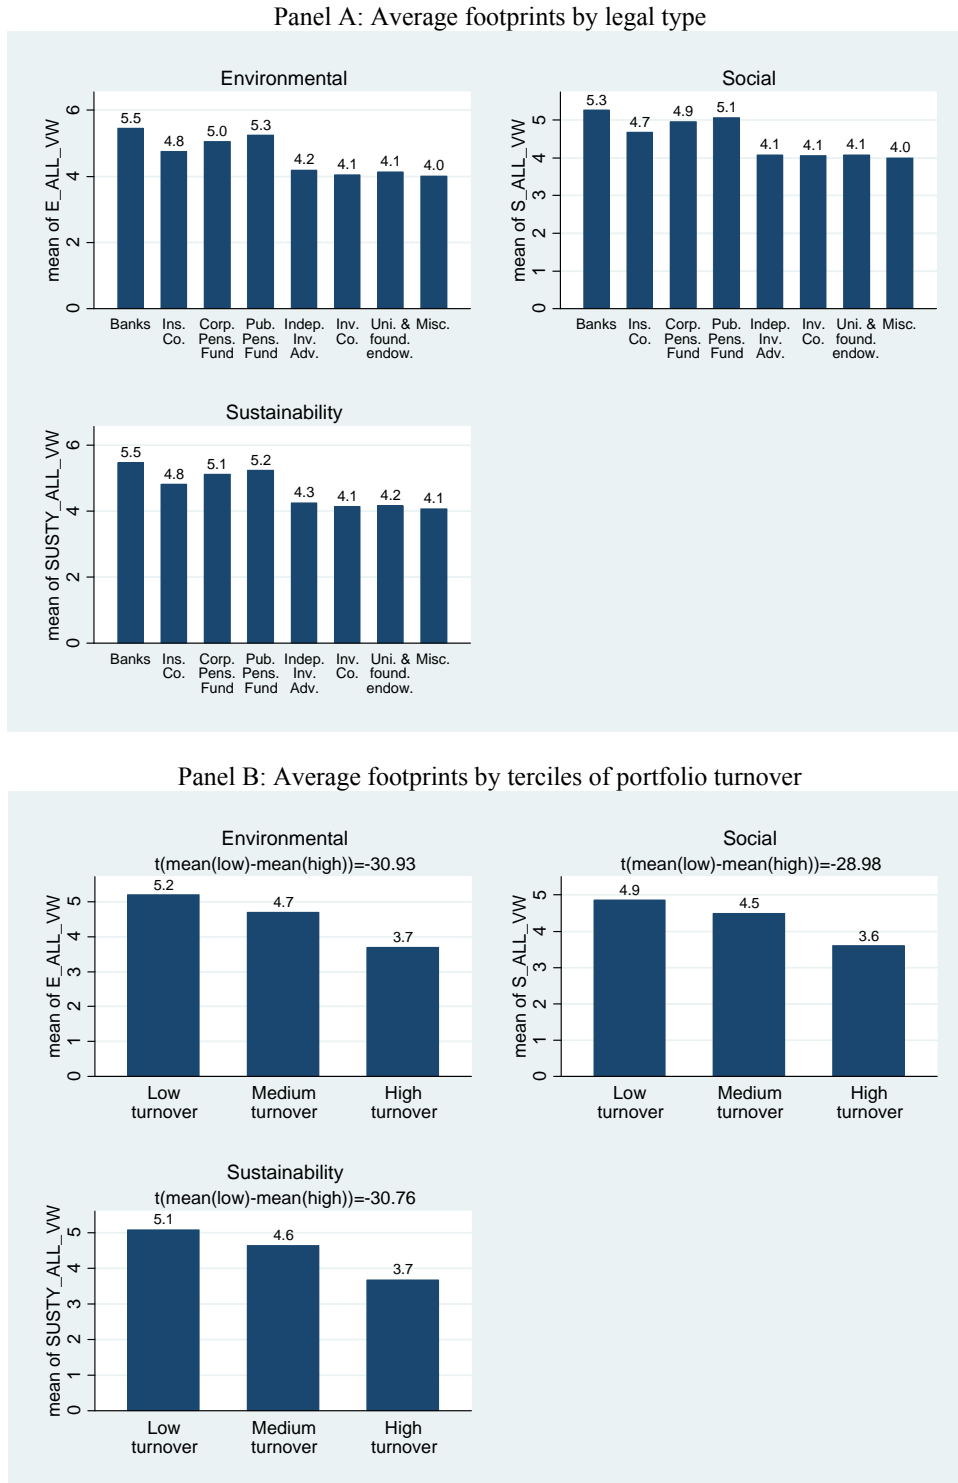 Panel A: Average footprints by legal type
Environmental
mean of E_ALL_VW
0
2
4
6
5.5
4.8
5.0
5.3
4.2
4.1
4.1
4.0
Banks
Ins.
Co.
Corp.
Pens.
Fund
Pub.
Pens.
Fund
Indep.
Inv.
Adv.
Inv.
Co.
Uni. &
found.
endow.
Misc.
Social
mean of S_ALL_VW
0
1
2
3
4
5
5.3
4.7
4.9
5.1
4.1
4.1
4.1
4.0
Banks
Ins.
Co.
Corp.
Pens.
Fund
Pub.
Pens.
Fund
Indep.
Inv.
Adv.
Inv.
Co.
Uni. &
found.
endow.
Misc.
Sustainability
mean of SUSTY_ALL_VW
0
2
4
6
5.5
4.8
5.1
5.2
4.3
4.1
4.2
4.1
Banks
Ins.
Co.
Corp.
Pens.
Fund
Pub.
Pens.
Fund
Indep.
Inv.
Adv.
Inv.
Co.
Uni. &
found.
endow.
Misc.
Panel B: Average footprints by terciles of portfolio turnover
Environmental
t(mean(low)-mean(high))=-30.93
mean of E_ALL_VW
0
1
2
3
4
5
5.2
4.7
3.7
Low
turnover
Medium
turnover
High
turnover
Social
t(mean(low)-mean(high))=-28.98
mean of S_ALL_VW
0
1
2
3
4
5
4.9
4.5
3.6
Low
turnover
Medium
turnover
High
turnover
Sustainability
t(mean(low)-mean(high))=-30.76
mean of SUSTY_ALL_VW
0
1
2
3
4
5
5.1
4.6
3.7
Low
turnover
Medium
turnover
High
turnover